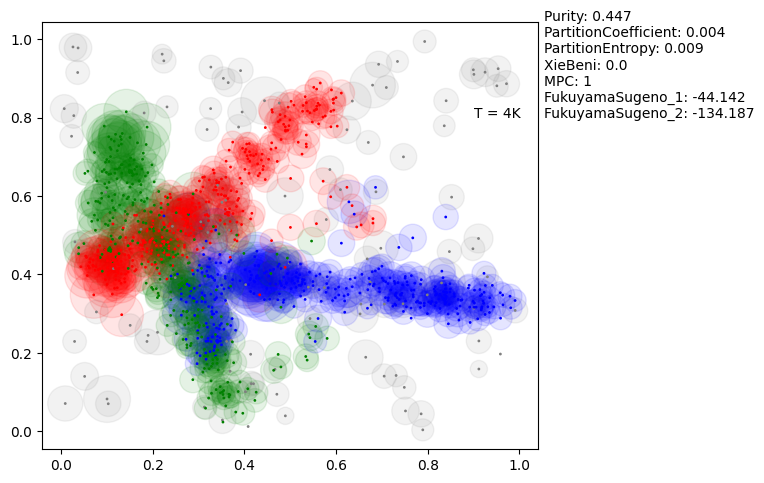 Purity: 0.447
PartitionCoefficient: 0.004
PartitionEntropy: 0.009
XieBeni: 0.0
MPC: 1
FukuyamaSugeno_1: -44.142
FukuyamaSugeno_2: -134.187
T = 4K
1.0
0.8
0.6
0.4
0.2
0.0
0.0 0.2 0.4 0.6 0.8 1.0